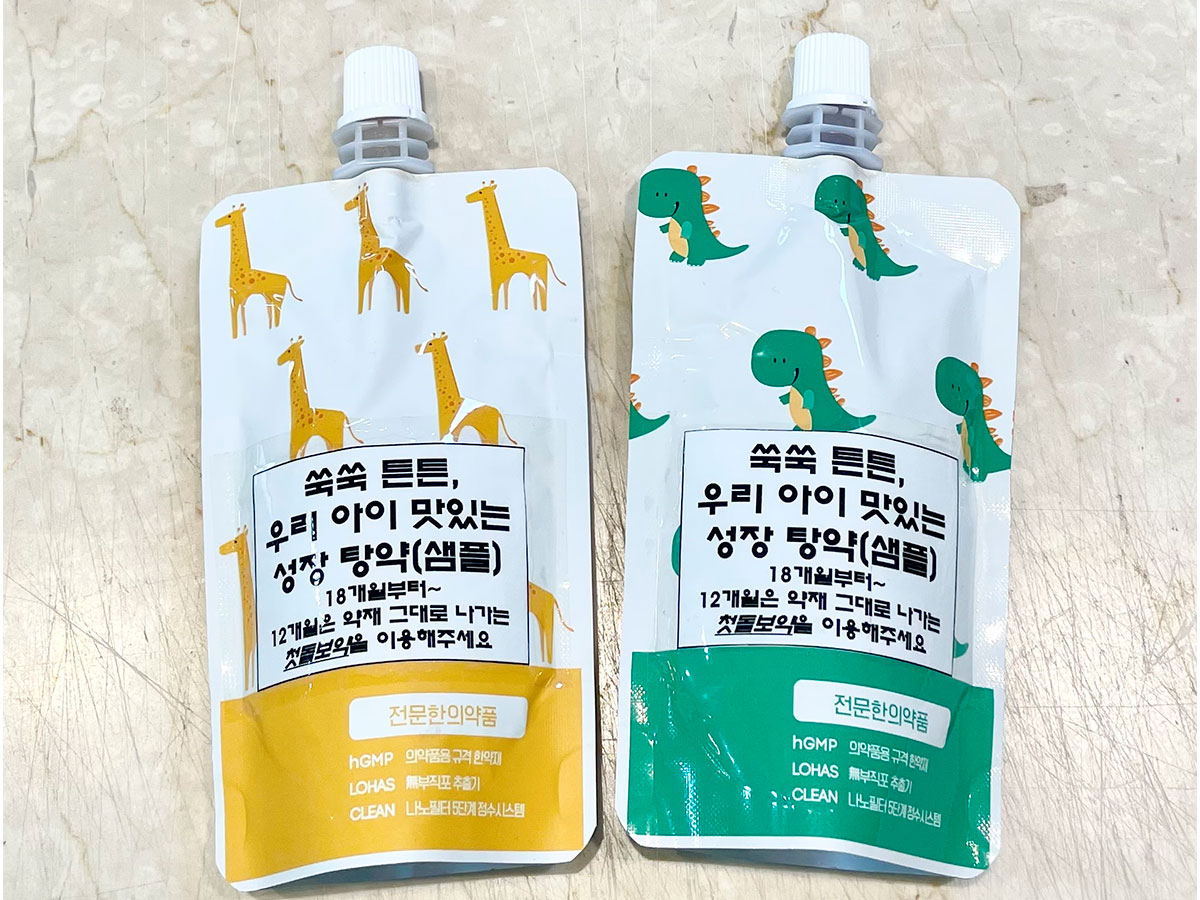 쑥쑥 튼튼,
우리 아이 맛있는
성장 탕약(샘플)
18개월부터~
12개월은 약재 그대로 나가는
첫돌보약을 이용해주세요
전문한의약품
hGMP 의약품용 규격 한약재
LOHAS 無부직포 추출기
CLEAN 나노필터 5단계 정수시스템
쑥쑥 튼튼,
우리 아이 맛있는
성장 탕약(샘플)
18개월부터~
12개월은 약재 그대로 나가는
첫돌보약을 이용해주세요
전문한의약품
hGMP 의약품용 규격 한약재
LOHAS 無부직포 추출기
CLEAN 나노필터 5단계 정수시스템